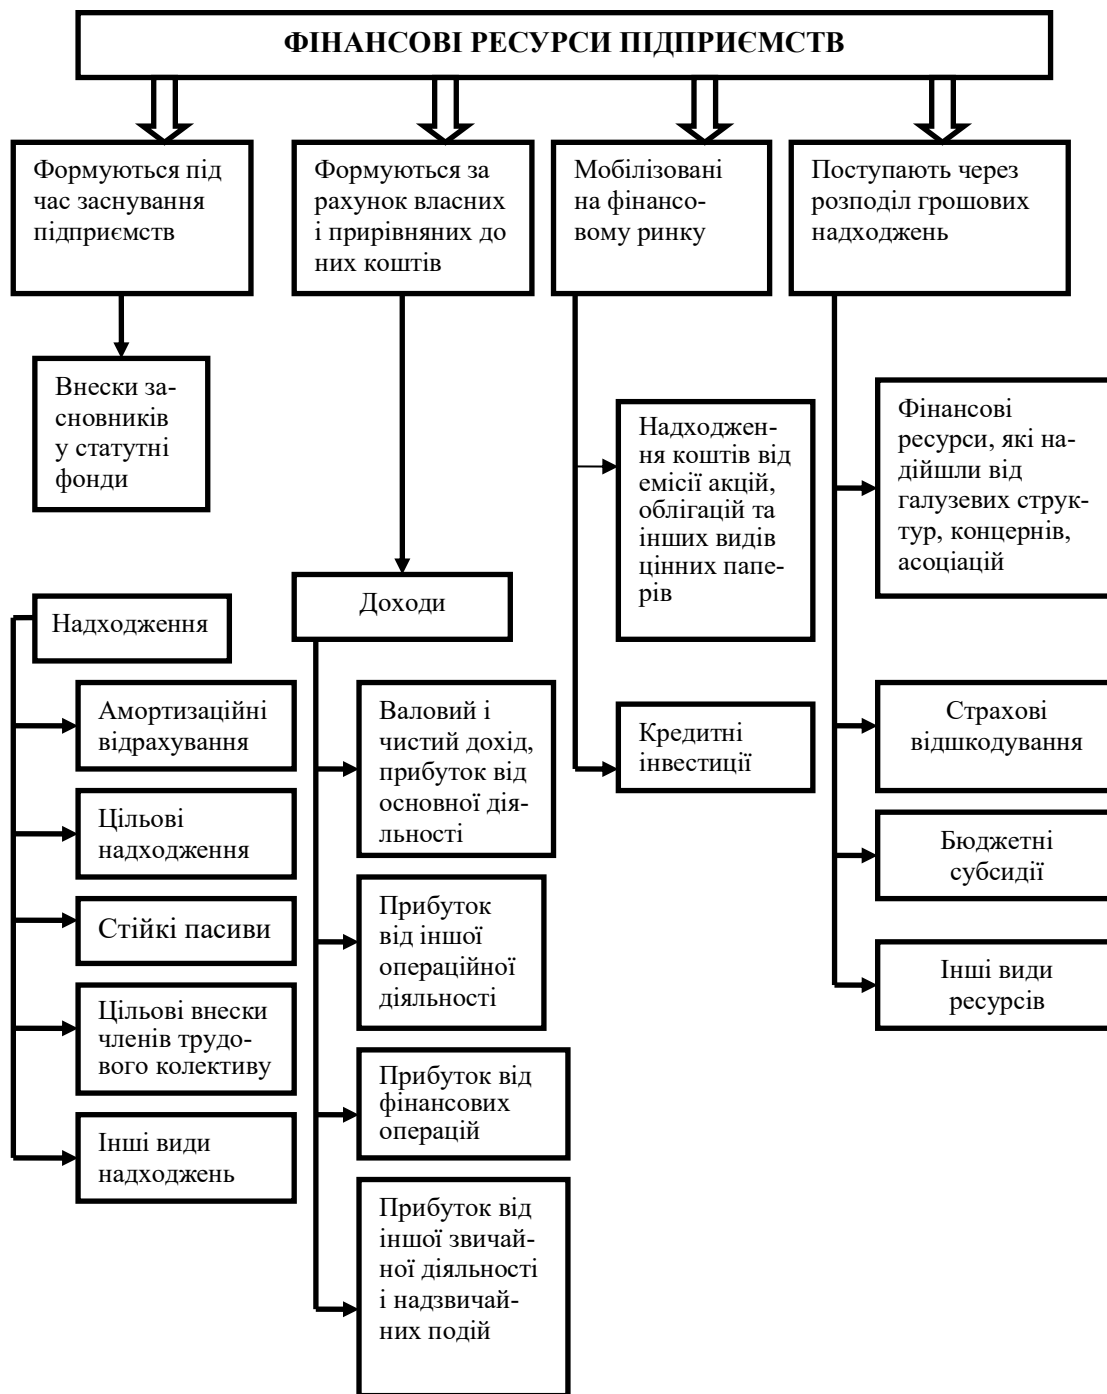 ФІНАНСОВІ РЕСУРСИ ПІДПРИЄМСТВ
Формуються під
час заснування
підприємств
Формуються за
рахунок власних
і прирівняних до
них коштів
Мобілізовані
на фінансо-
вому ринку
Поступають через
розподіл грошових
надходжень
Внески за-
сновників
у статутні
фонди
Надходження
Амортизаційні
відрахування
Цільові
надходження
Стійкі пасиви
Цільові внески
членів трудо-
вого колективу
Інші види
надходжень
Доходи
Валовий і
чистий дохід,
прибуток від
основної дія-
льності
Прибуток
від іншої
операційної
діяльності
Прибуток від
фінансових
операцій
Прибуток від
іншої звичай-
ної діяльності
і надзвичай-
них подій
Надходжен-
ня коштів від
емісії акцій,
облігацій та
інших видів
цінних папе-
рів
Кредитні
інвестиції
Фінансові
ресурси, які на-
дійшли від
галузевих струк-
тур, концернів,
асоціацій
Страхові
відшкодування
Бюджетні
субсидії
Інші види
ресурсів